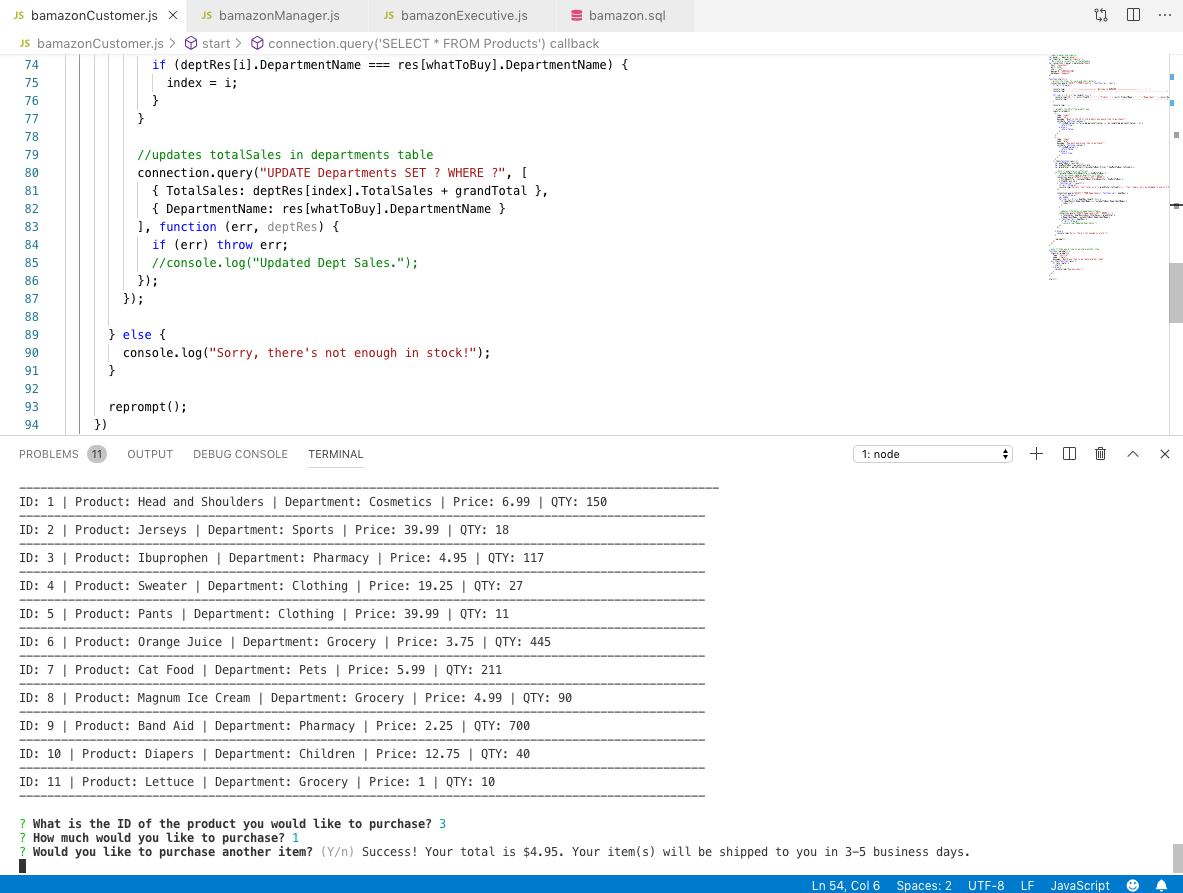 JS bamazonCustomer.js JS bamazonManager.js JS bamazonExecutive.js bamazon.sql
JS bamazonCustomer.js > start > connection.query('SELECT * FROM Products') callback
74 if (deptRes[i].DepartmentName === res[whatToBuy].DepartmentName) {
75 index = i;
76 }
77 }
78
79 //updates totalSales in departments table
80 connection.query("UPDATE Departments SET ? WHERE ?", [
81 { TotalSales: deptRes[index].TotalSales + grandTotal },
82 { DepartmentName: res[whatToBuy].DepartmentName }
83 ], function (err, deptRes) {
84 if (err) throw err;
85 //console.log("Updated Dept Sales.");
86 });
87 });
88
89 } else {
90 console.log("Sorry, there's not enough in stock!");
91 }
92
93 reprompt();
94 })
PROBLEMS 11 OUTPUT DEBUG CONSOLE TERMINAL 1: node
ID: 1 | Product: Head and Shoulders | Department: Cosmetics | Price: 6.99 | QTY: 150
ID: 2 | Product: Jerseys | Department: Sports | Price: 39.99 | QTY: 18
ID: 3 | Product: Ibuprophen | Department: Pharmacy | Price: 4.95 | QTY: 117
ID: 4 | Product: Sweater | Department: Clothing | Price: 19.25 | QTY: 27
ID: 5 | Product: Pants | Department: Clothing | Price: 39.99 | QTY: 11
ID: 6 | Product: Orange Juice | Department: Grocery | Price: 3.75 | QTY: 445
ID: 7 | Product: Cat Food | Department: Pets | Price: 5.99 | QTY: 211
ID: 8 | Product: Magnum Ice Cream | Department: Grocery | Price: 4.99 | QTY: 90
ID: 9 | Product: Band Aid | Department: Pharmacy | Price: 2.25 | QTY: 700
ID: 10 | Product: Diapers | Department: Children | Price: 12.75 | QTY: 40
ID: 11 | Product: Lettuce | Department: Grocery | Price: 1 | QTY: 10
? What is the ID of the product you would like to purchase? 3
? How much would you like to purchase? 1
? Would you like to purchase another item? (Y/n) Success! Your total is $4.95. Your item(s) will be shipped to you in 3-5 business days.
Ln 54, Col 6 Spaces: 2 UTF-8 LF JavaScript